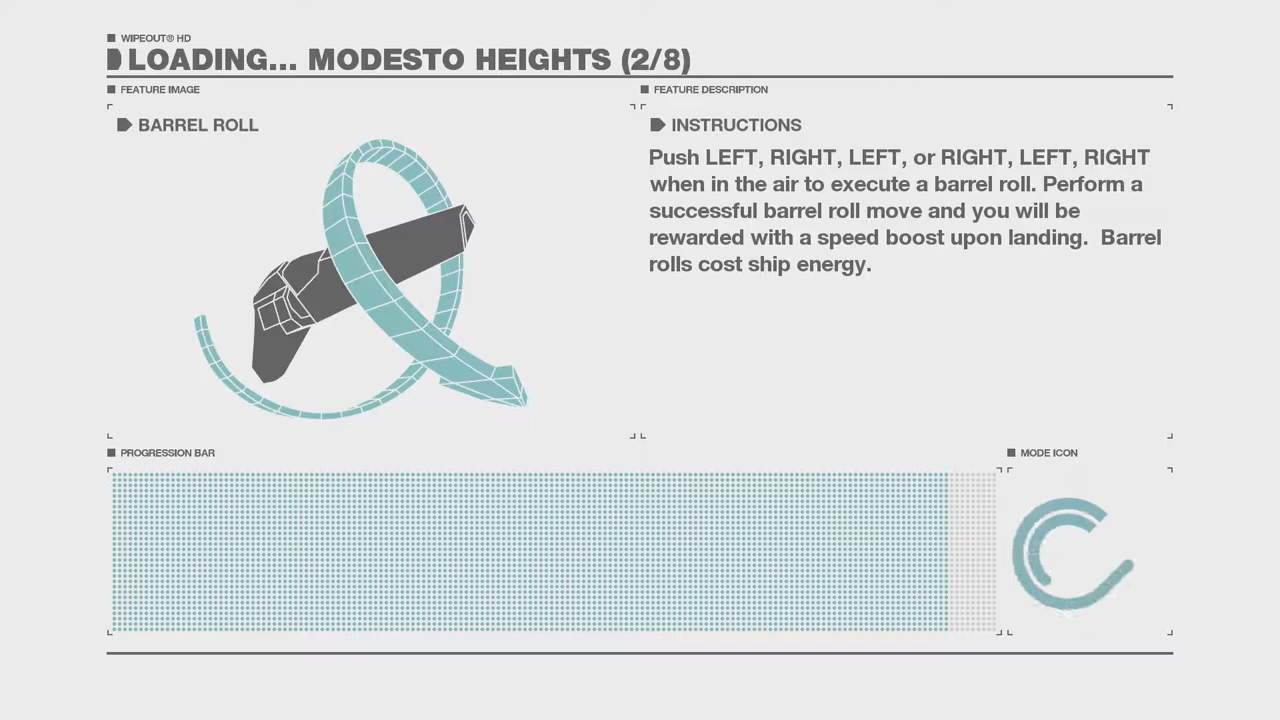 WIPEOUT® HD
LOADING... MODESTO HEIGHTS (2/8)
FEATURE IMAGE
BARREL ROLL
FEATURE DESCRIPTION
INSTRUCTIONS
Push LEFT, RIGHT, LEFT, or RIGHT, LEFT, RIGHT
when in the air to execute a barrel roll. Perform a
successful barrel roll move and you will be
rewarded with a speed boost upon landing.  Barrel
rolls cost ship energy.
PROGRESSION BAR
MODE ICON